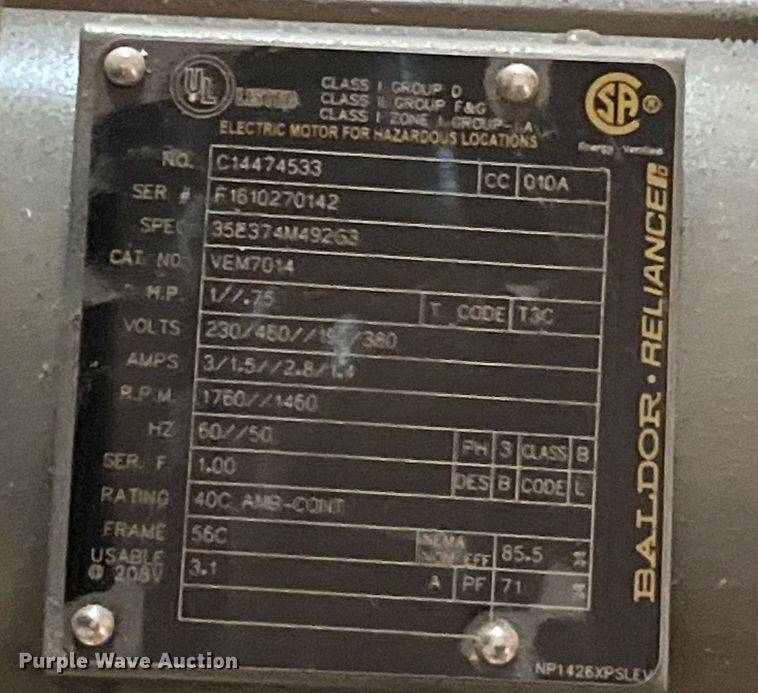 UL LISTED
CLASS I GROUP D
CLASS II GROUP F&G
CLASS I ZONE I GROUP
ELECTRIC MOTOR FOR HAZARDOUS LOCATIONS
SA ®
Energy Verified
NO. C14474533 CC 010A
SER # F1610270142
SPEC 35E374M492G3
CAT. NO. VEM7014
H.P. 1//.75 T. CODE T3C
VOLTS 230/460// /380
AMPS 3/1.5//2.8/1.4
R.P.M. 1760//1460
HZ 60//50 PH 3 CLASS B
SER. F. 1.00 DES B CODE L
RATING 40C AMB-CONT
FRAME 56C NEMA NOM. EFF 85.5 %
USABLE @ 208V 3.1 A PF 71 %
BALDOR • RELIANCE
NP1426XPSLEV
Purple Wave Auction